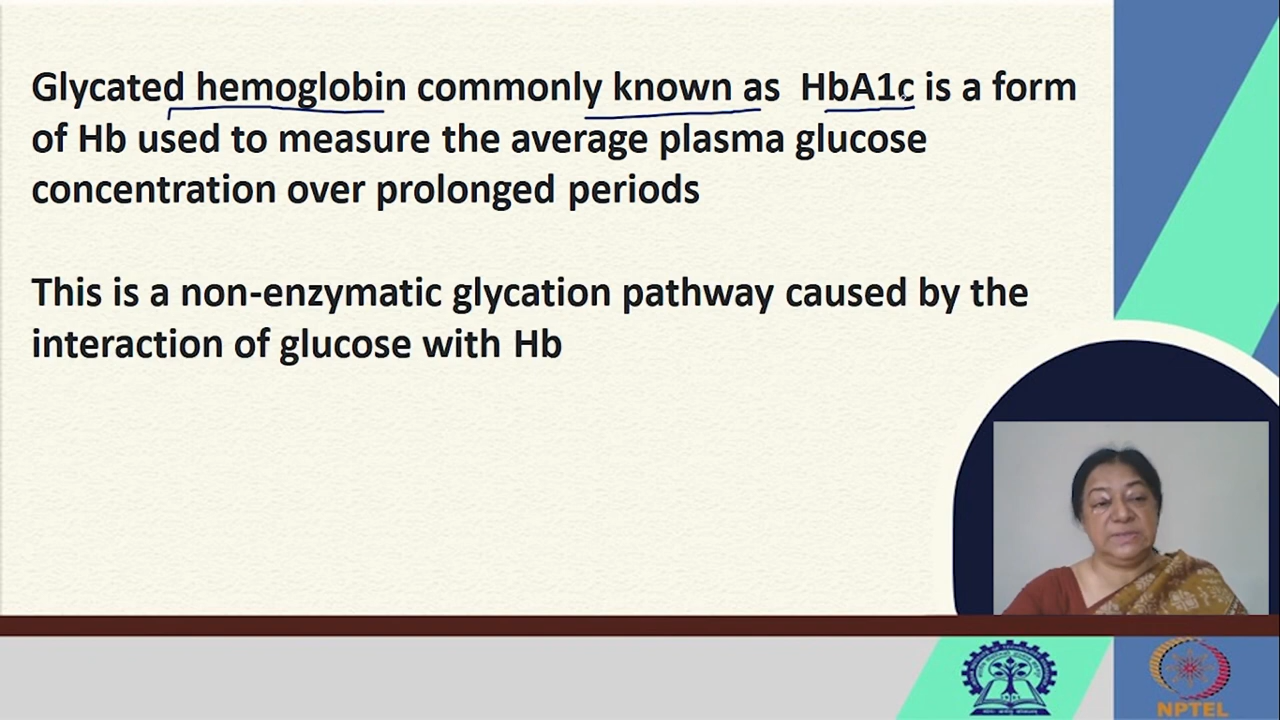 Glycated hemoglobin commonly known as HbA1c is a form
of Hb used to measure the average plasma glucose
concentration over prolonged periods
This is a non-enzymatic glycation pathway caused by the
interaction of glucose with Hb
NPTEL